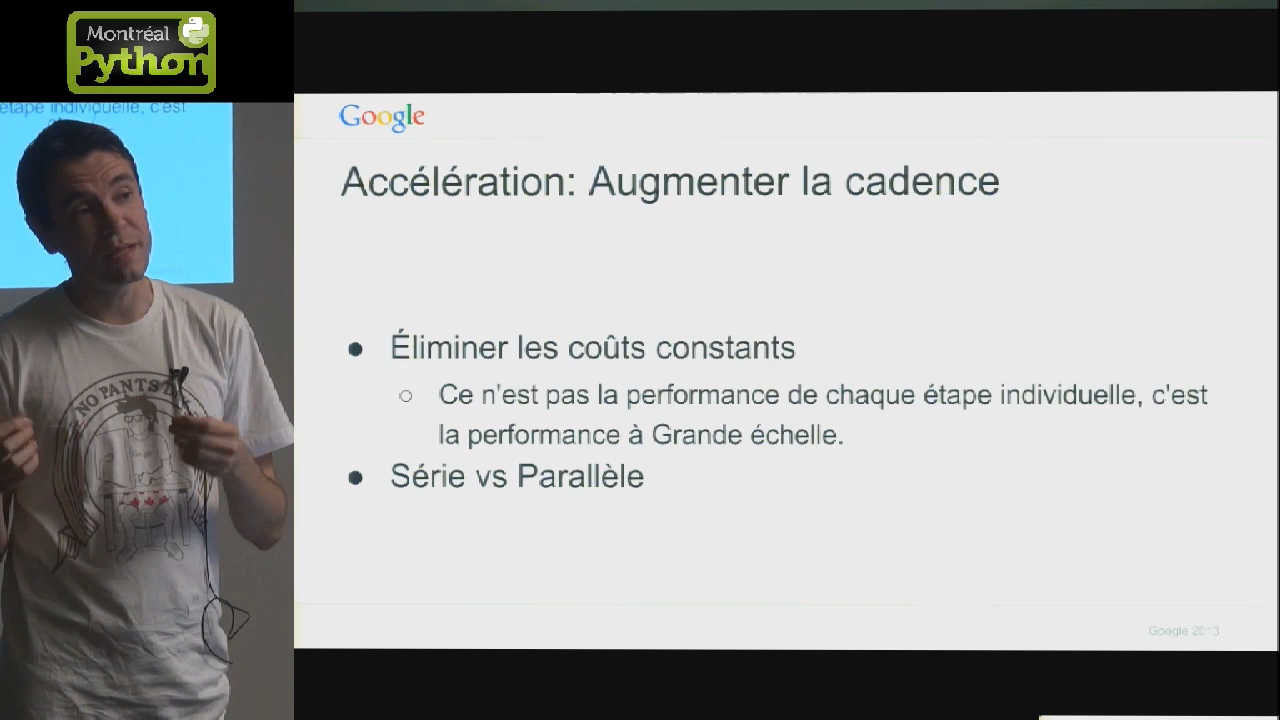 Montréal
Python
étape individuelle, c'est
Google
Accélération: Augmenter la cadence
● Éliminer les coûts constants
○ Ce n'est pas la performance de chaque étape individuelle, c'est
la performance à Grande échelle.
● Série vs Parallèle
NO PANTS
Google 2013